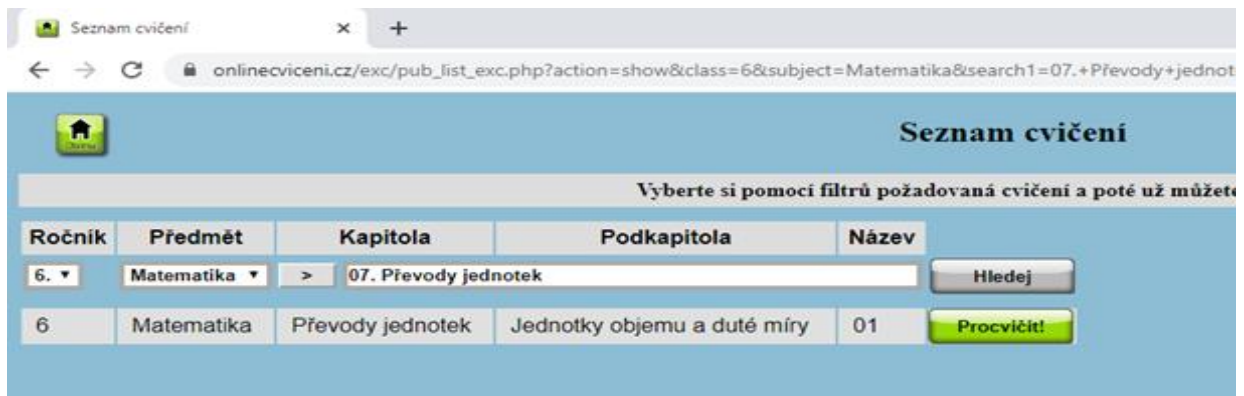 Seznam cvičení
onlinecviceni.cz/exc/pub_list_exc.php?action=show&class=6&subject=Matematika&search1=07.+Převody+jednot
Domů
Seznam cvičení
Vyberte si pomocí filtrů požadovaná cvičení a poté už můžete
Ročník Předmět Kapitola Podkapitola Název
6. Matematika > 07. Převody jednotek Hledej
6 Matematika Převody jednotek Jednotky objemu a duté míry 01 Procvičit!